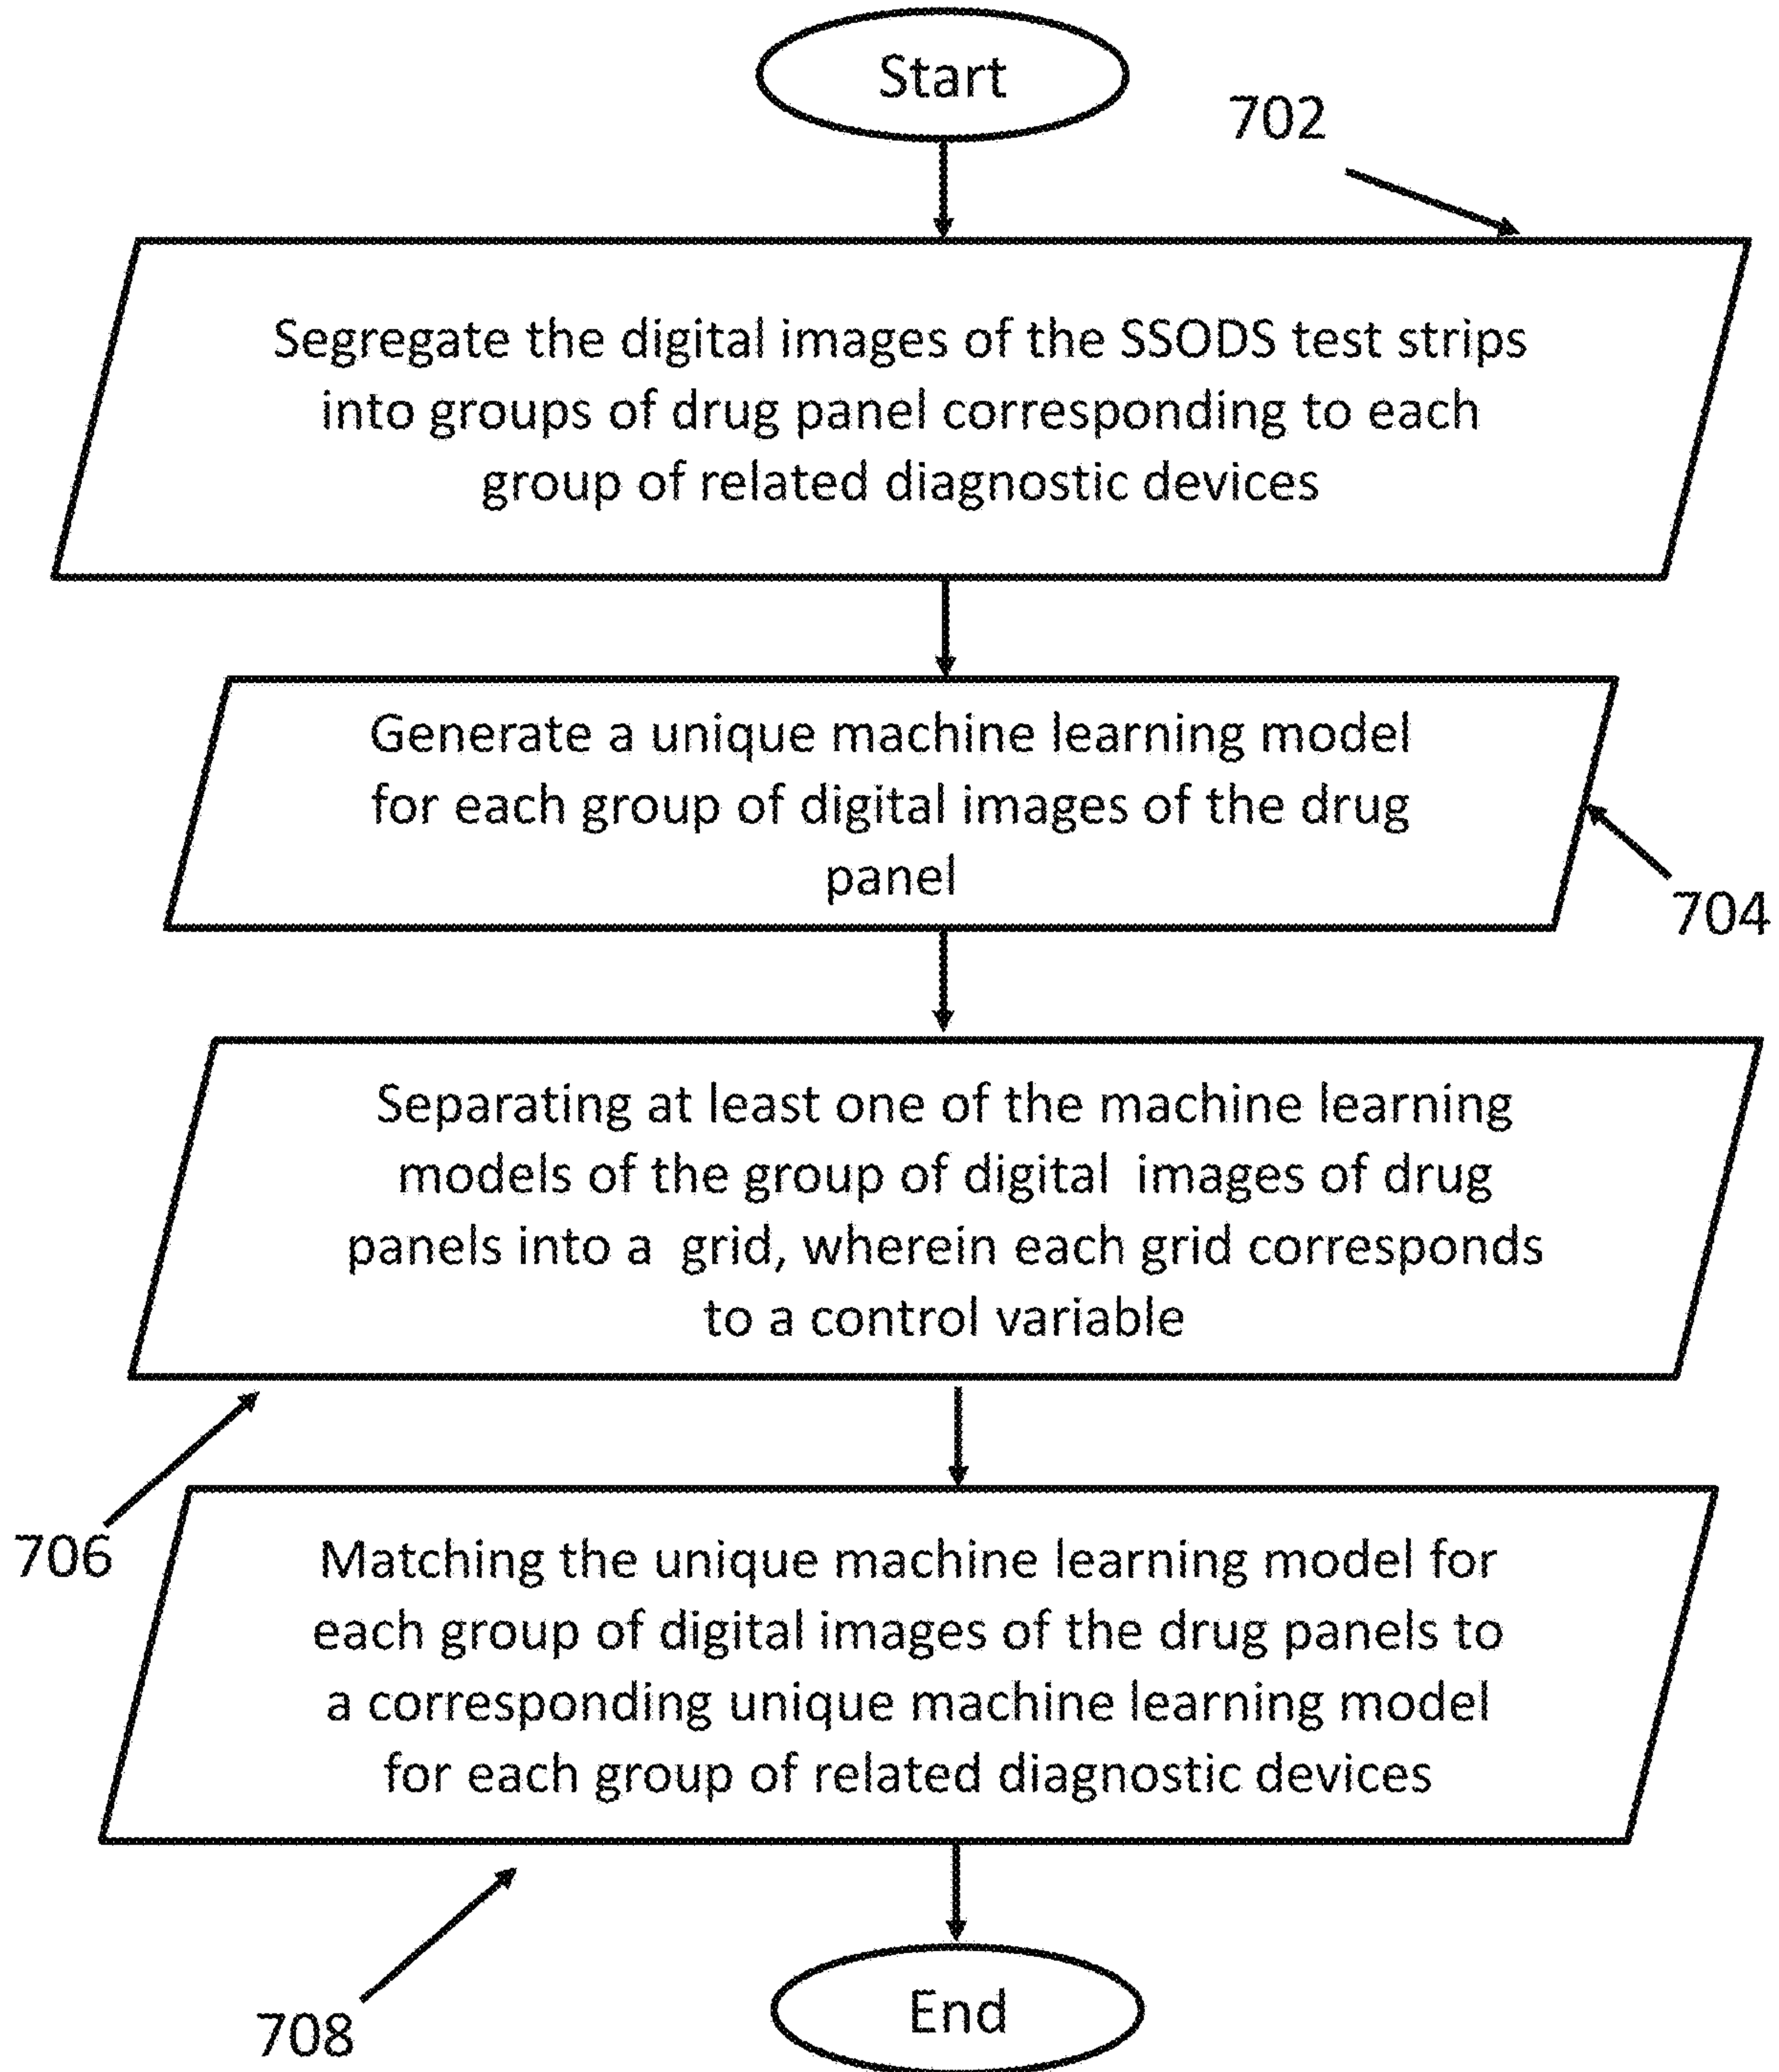 Start
702
Segregate the digital images of the SSODS test strips
into groups of drug panel corresponding to each
group of related diagnostic devices
Generate a unique machine learning model
for each group of digital images of the drug
panel
704
Separating at least one of the machine learning
models of the group of digital images of drug
panels into a grid, wherein each grid corresponds
to a control variable
706
Matching the unique machine learning model for
each group of digital images of the drug panels to
a corresponding unique machine learning model
for each group of related diagnostic devices
708
End